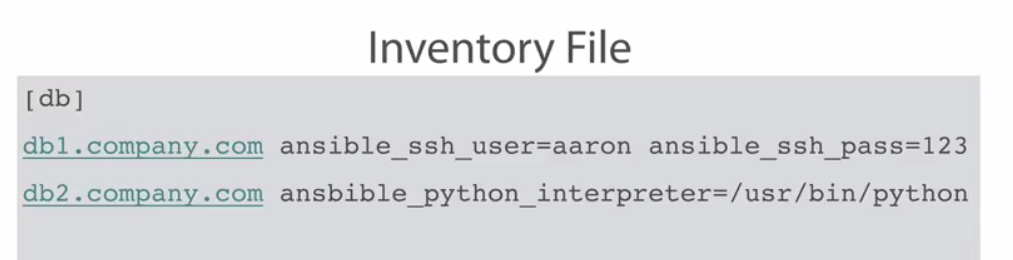 Inventory File
[db]
db1.company.com ansible_ssh_user=aaron ansible_ssh_pass=123
db2.company.com ansbible_python_interpreter=/usr/bin/python